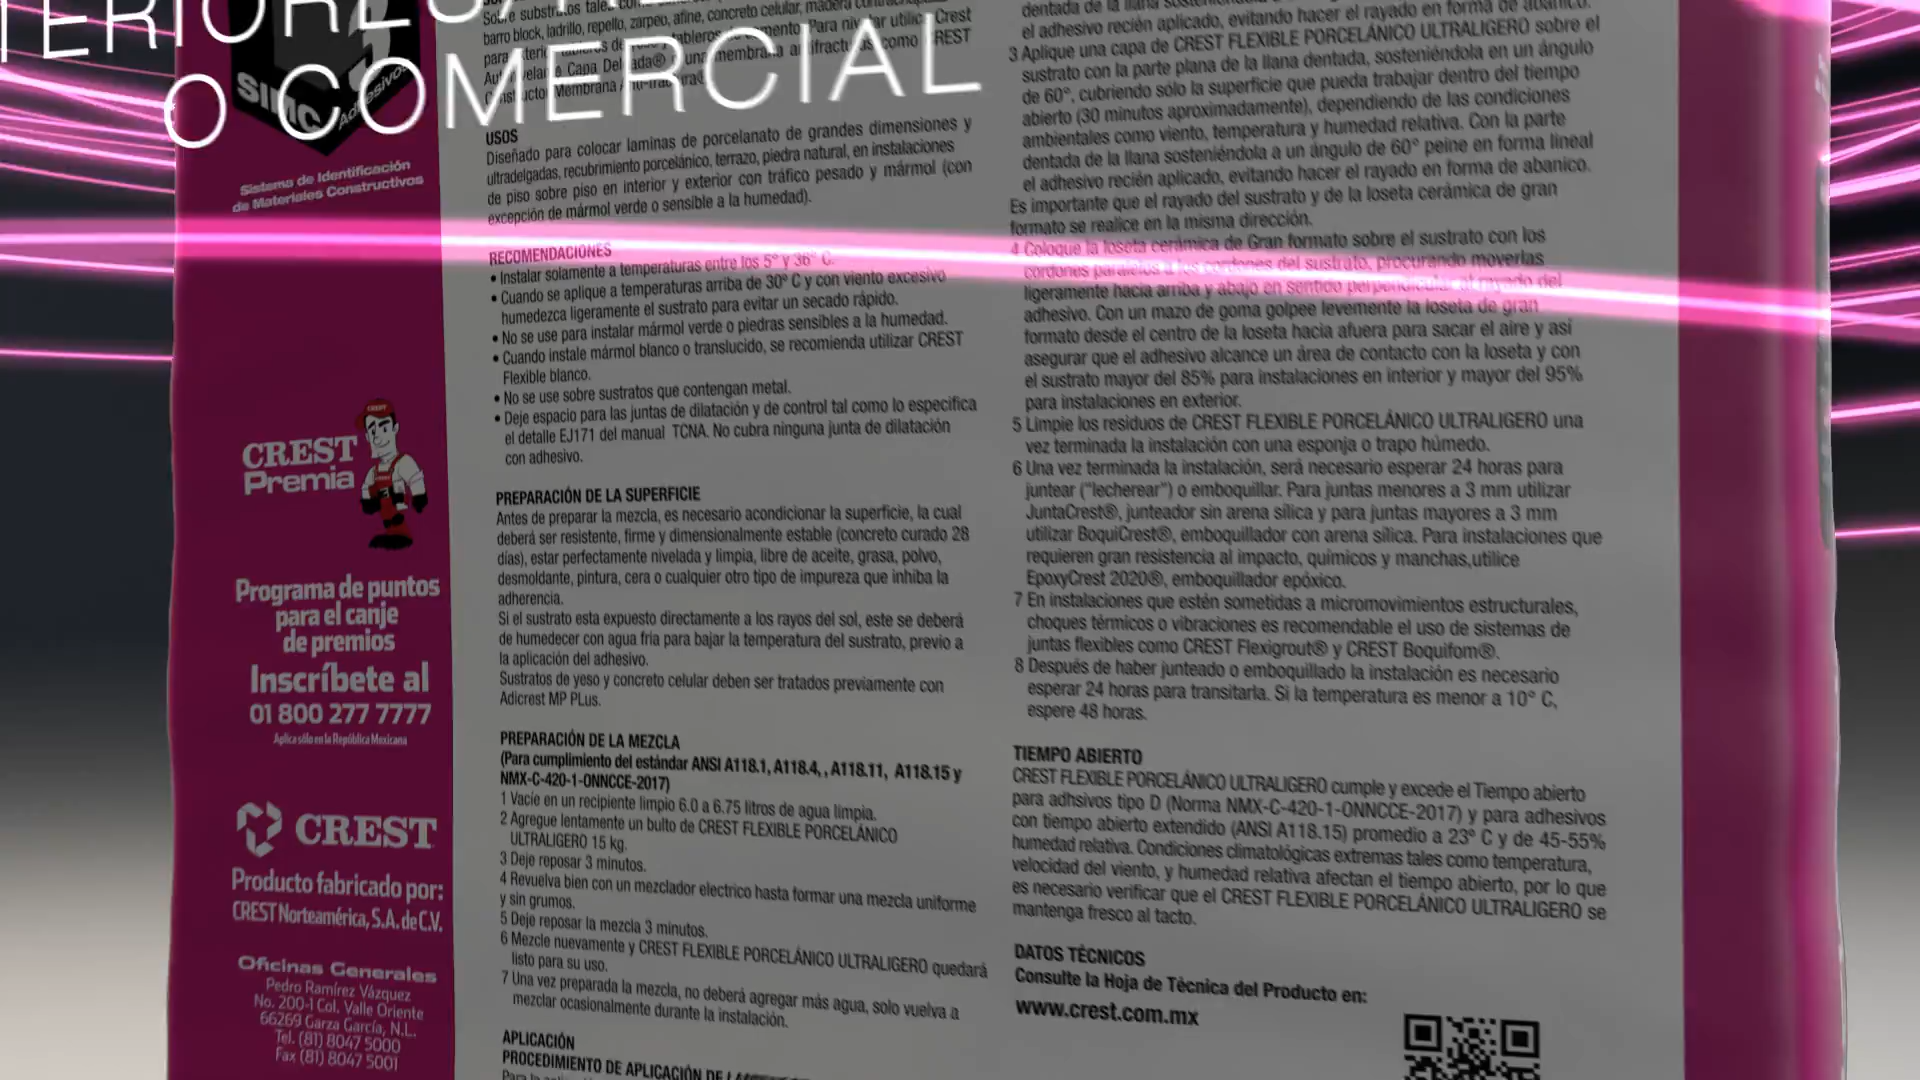 O COMERCIAL
SIMC
Adhesivos
Sistema de Identificación
de Materiales Constructivos
CREST
CREST
Premia
Programa de puntos
para el canje
de premios
Inscríbete al
01 800 277 7777
Aplica sólo en la República Mexicana
CREST
Producto fabricado por:
CREST Norteamérica, S.A. de C.V.
Oficinas Generales
Pedro Ramírez Vázquez
No. 200-1 Col. Valle Oriente
66269 Garza García, N.L.
Tel. (81) 8047 5000
Fax (81) 8047 5001
barro block, ladrillo, repello, zarpeo, afine, concreto celular, madera
USOS
Diseñado para colocar laminas de porcelanato de grandes dimensiones y
ultradelgadas, recubrimiento porcelánico, terrazo, piedra natural, en instalaciones
de piso sobre piso en interior y exterior con tráfico pesado y mármol (con
excepción de mármol verde o sensible a la humedad).
RECOMENDACIONES
• Instalar solamente a temperaturas entre los 5° y 36° C.
• Cuando se aplique a temperaturas arriba de 30º C y con viento excesivo
humedezca ligeramente el sustrato para evitar un secado rápido.
• No se use para instalar mármol verde o piedras sensibles a la humedad.
• Cuando instale mármol blanco o translucido, se recomienda utilizar CREST
Flexible blanco.
• No se use sobre sustratos que contengan metal.
• Deje espacio para las juntas de dilatación y de control tal como lo especifica
el detalle EJ171 del manual TCNA. No cubra ninguna junta de dilatación
con adhesivo.
PREPARACIÓN DE LA SUPERFICIE
Antes de preparar la mezcla, es necesario acondicionar la superficie, la cual
deberá ser resistente, firme y dimensionalmente estable (concreto curado 28
días), estar perfectamente nivelada y limpia, libre de aceite, grasa, polvo,
desmoldante, pintura, cera o cualquier otro tipo de impureza que inhiba la
adherencia.
Si el sustrato esta expuesto directamente a los rayos del sol, este se deberá
de humedecer con agua fria para bajar la temperatura del sustrato, previo a
la aplicación del adhesivo.
Sustratos de yeso y concreto celular deben ser tratados previamente con
Adicrest MP PLus.
PREPARACIÓN DE LA MEZCLA
(Para cumplimiento del estándar ANSI A118.1, A118.4, , A118.11, A118.15 y
NMX-C-420-1-ONNCCE-2017)
1 Vacíe en un recipiente limpio 6.0 a 6.75 litros de agua limpia.
2 Agregue lentamente un bulto de CREST FLEXIBLE PORCELÁNICO
ULTRALIGERO 15 kg.
3 Deje reposar 3 minutos.
4 Revuelva bien con un mezclador electrico hasta formar una mezcla uniforme
y sin grumos.
5 Deje reposar la mezcla 3 minutos.
6 Mezcle nuevamente y CREST FLEXIBLE PORCELÁNICO ULTRALIGERO quedará
listo para su uso.
7 Una vez preparada la mezcla, no deberá agregar más agua, solo vuelva a
mezclar ocasionalmente durante la instalación.
APLICACIÓN
PROCEDIMIENTO DE APLICACIÓN DE
el adhesivo recién aplicado, evitando hacer el rayado en forma de abanico.
3 Aplique una capa de CREST FLEXIBLE PORCELÁNICO ULTRALIGERO sobre el
sustrato con la parte plana de la llana dentada, sosteniéndola en un ángulo
de 60°, cubriendo sólo la superficie que pueda trabajar dentro del tiempo
abierto (30 minutos aproximadamente), dependiendo de las condiciones
ambientales como viento, temperatura y humedad relativa. Con la parte
dentada de la llana sosteniéndola a un ángulo de 60° peine en forma lineal
el adhesivo recién aplicado, evitando hacer el rayado en forma de abanico.
Es importante que el rayado del sustrato y de la loseta cerámica de gran
formato se realice en la misma dirección.
4 Coloque la loseta cerámica de Gran formato sobre el sustrato con los
cordones paralelos a los cordones del sustrato, procurando moverlas
ligeramente hacia arriba y abajo en sentido perpendicular al rayado del
adhesivo. Con un mazo de goma golpee levemente la loseta de gran
formato desde el centro de la loseta hacia afuera para sacar el aire y así
asegurar que el adhesivo alcance un área de contacto con la loseta y con
el sustrato mayor del 85% para instalaciones en interior y mayor del 95%
para instalaciones en exterior.
5 Limpie los residuos de CREST FLEXIBLE PORCELÁNICO ULTRALIGERO una
vez terminada la instalación con una esponja o trapo húmedo.
6 Una vez terminada la instalación, será necesario esperar 24 horas para
juntear ("lecherear") o emboquillar. Para juntas menores a 3 mm utilizar
JuntaCrest®, junteador sin arena sílica y para juntas mayores a 3 mm
utilizar BoquiCrest®, emboquillador con arena sílica. Para instalaciones que
requieren gran resistencia al impacto, químicos y manchas,utilice
EpoxyCrest 2020®, emboquillador epóxico.
7 En instalaciones que estén sometidas a micromovimientos estructurales,
choques térmicos o vibraciones es recomendable el uso de sistemas de
juntas flexibles como CREST Flexigrout® y CREST Boquifom®.
8 Después de haber junteado o emboquillado la instalación es necesario
esperar 24 horas para transitarla. Si la temperatura es menor a 10° C,
espere 48 horas.
TIEMPO ABIERTO
CREST FLEXIBLE PORCELÁNICO ULTRALIGERO cumple y excede el Tiempo abierto
para adhsivos tipo D (Norma NMX-C-420-1-ONNCCE-2017) y para adhesivos
con tiempo abierto extendido (ANSI A118.15) promedio a 23º C y de 45-55%
humedad relativa. Condiciones climatológicas extremas tales como temperatura,
velocidad del viento, y humedad relativa afectan el tiempo abierto, por lo que
es necesario verificar que el CREST FLEXIBLE PORCELÁNICO ULTRALIGERO se
mantenga fresco al tacto.
DATOS TÉCNICOS
Consulte la Hoja de Técnica del Producto en:
www.crest.com.mx